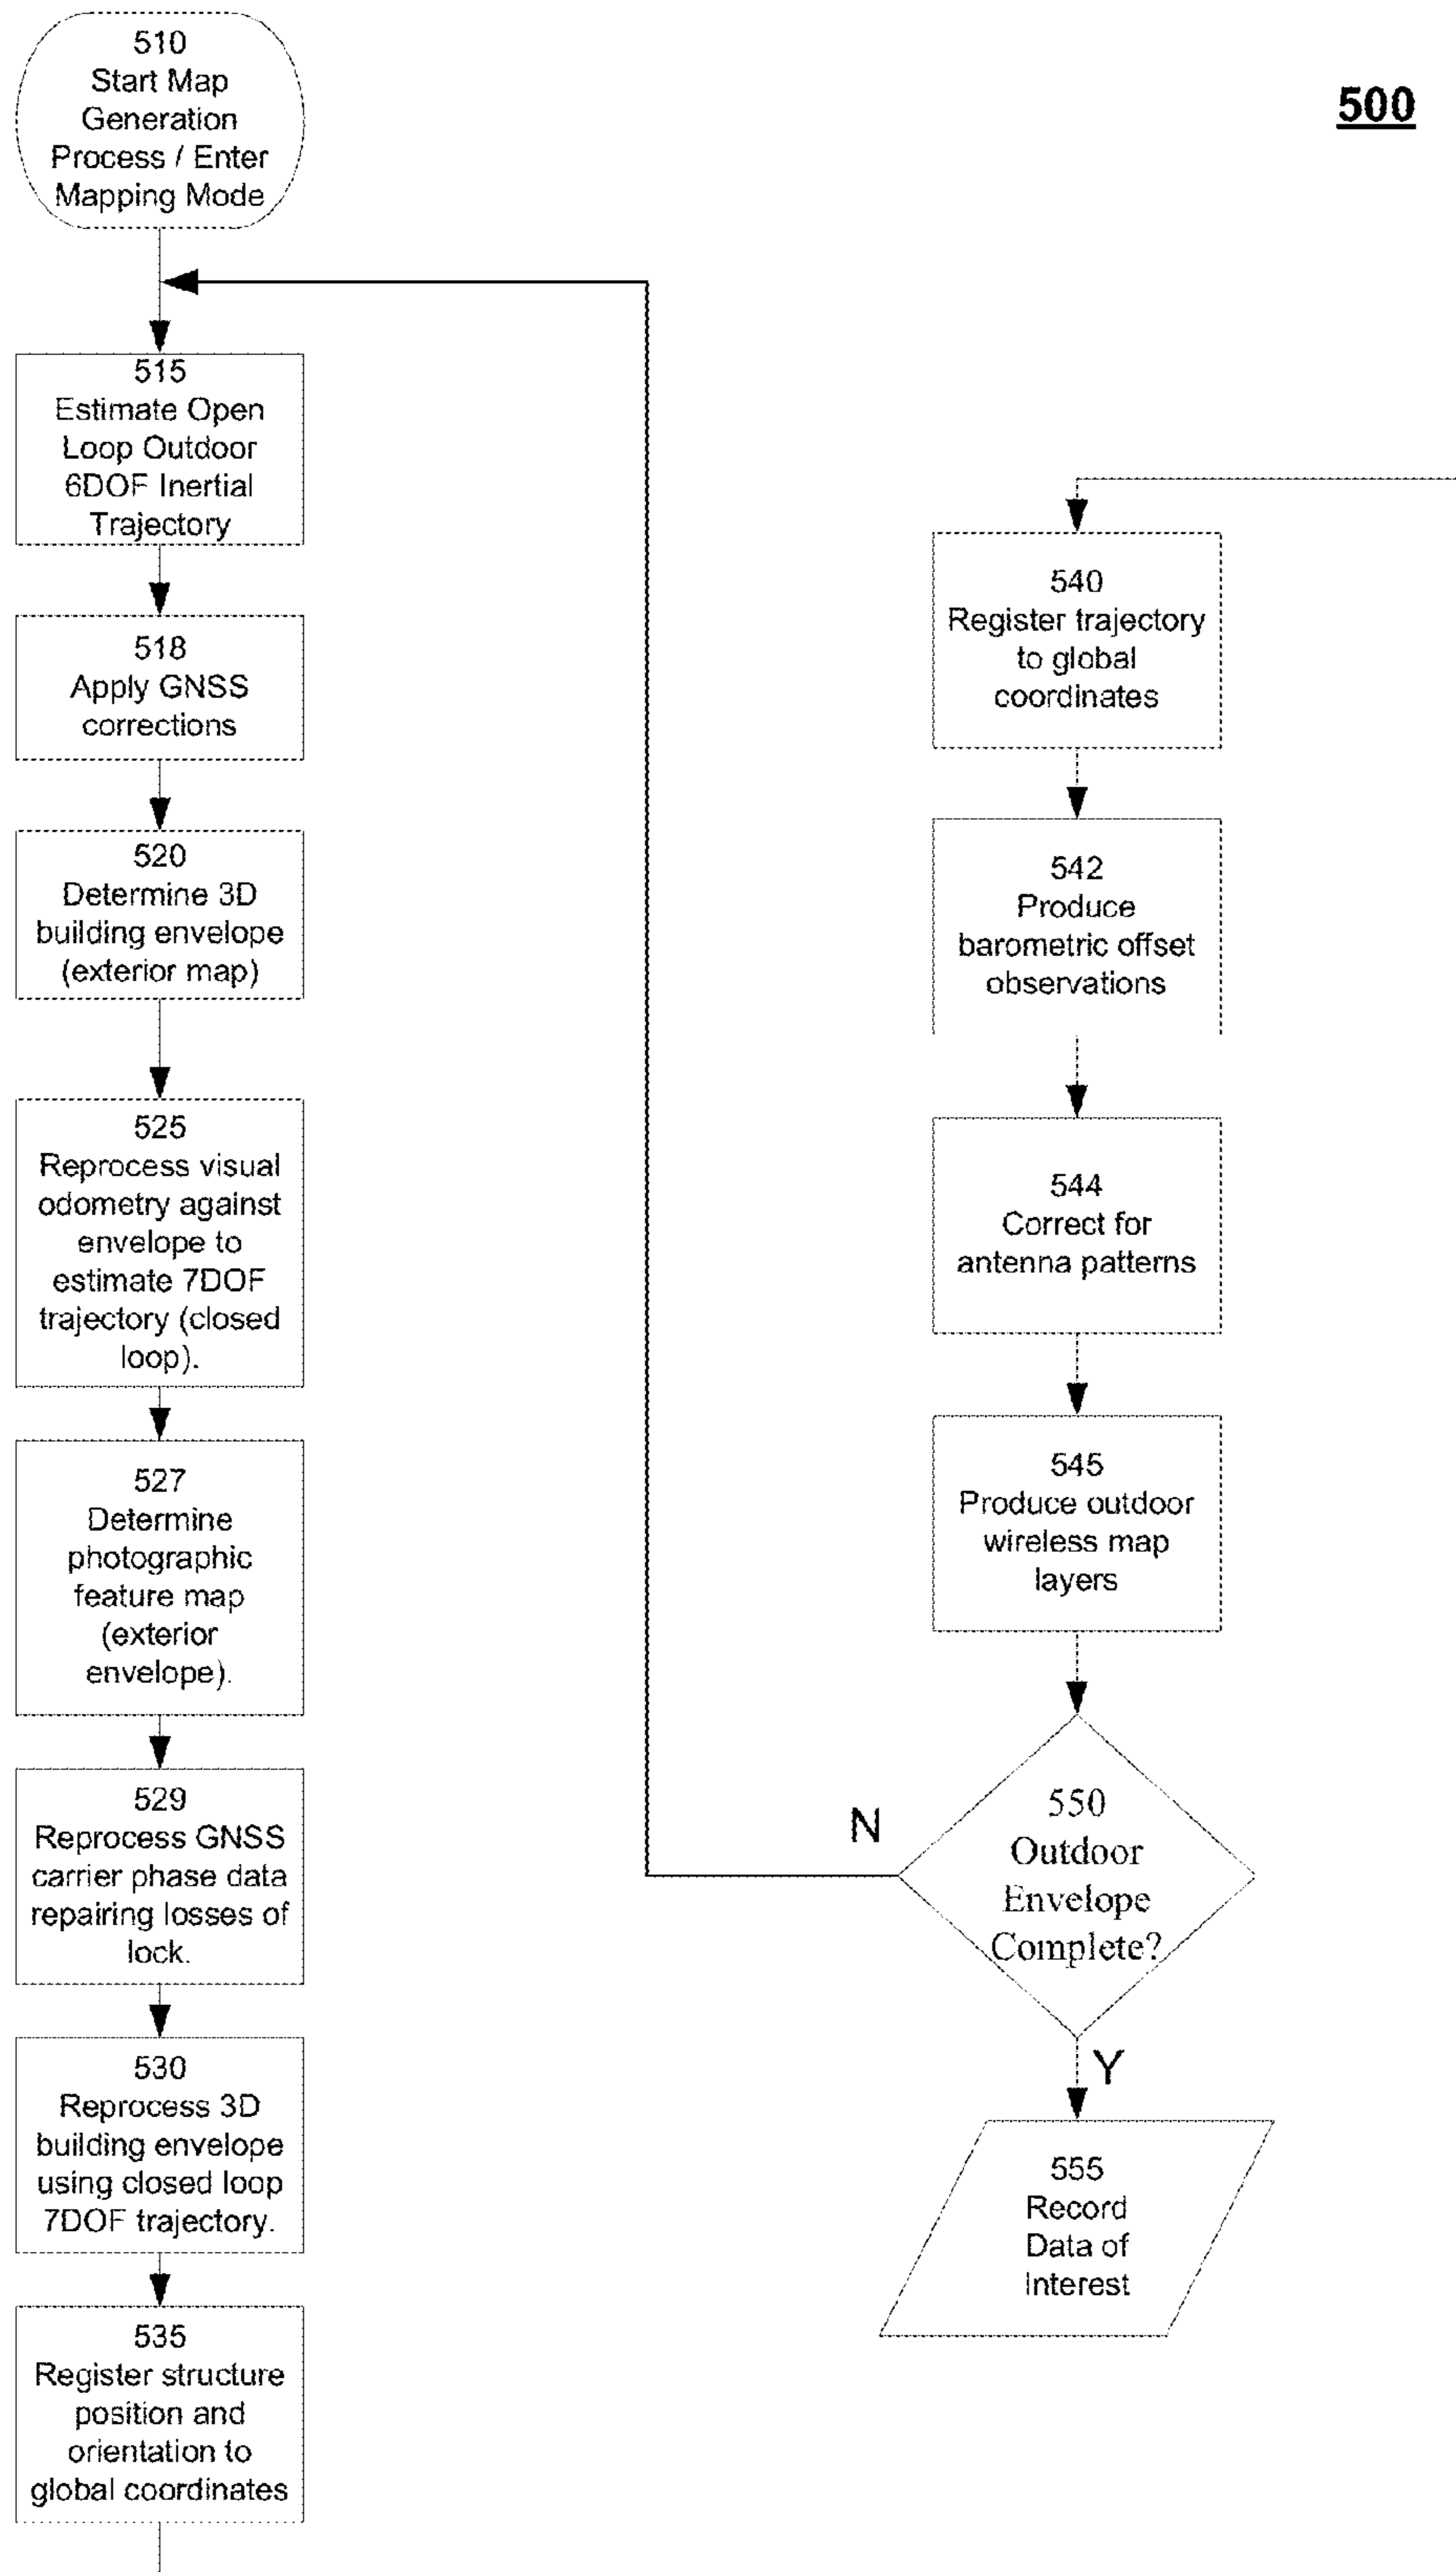 500
510
Start Map
Generation
Process / Enter
Mapping Mode
515
Estimate Open
Loop Outdoor
6DOF Inertial
Trajectory
518
Apply GNSS
corrections
520
Determine 3D
building envelope
(exterior map)
525
Reprocess visual
odometry against
envelope to
estimate 7DOF
trajectory (closed
loop).
527
Determine
photographic
feature map
(exterior
envelope).
529
Reprocess GNSS
carrier phase data
repairing losses of
lock.
530
Reprocess 3D
building envelope
using closed loop
7DOF trajectory.
535
Register structure
position and
orientation to
global coordinates
540
Register trajectory
to global
coordinates
542
Produce
barometric offset
observations
544
Correct for
antenna patterns
545
Produce outdoor
wireless map
layers
550
Outdoor
Envelope
Complete?
N
Y
555
Record
Data of
Interest